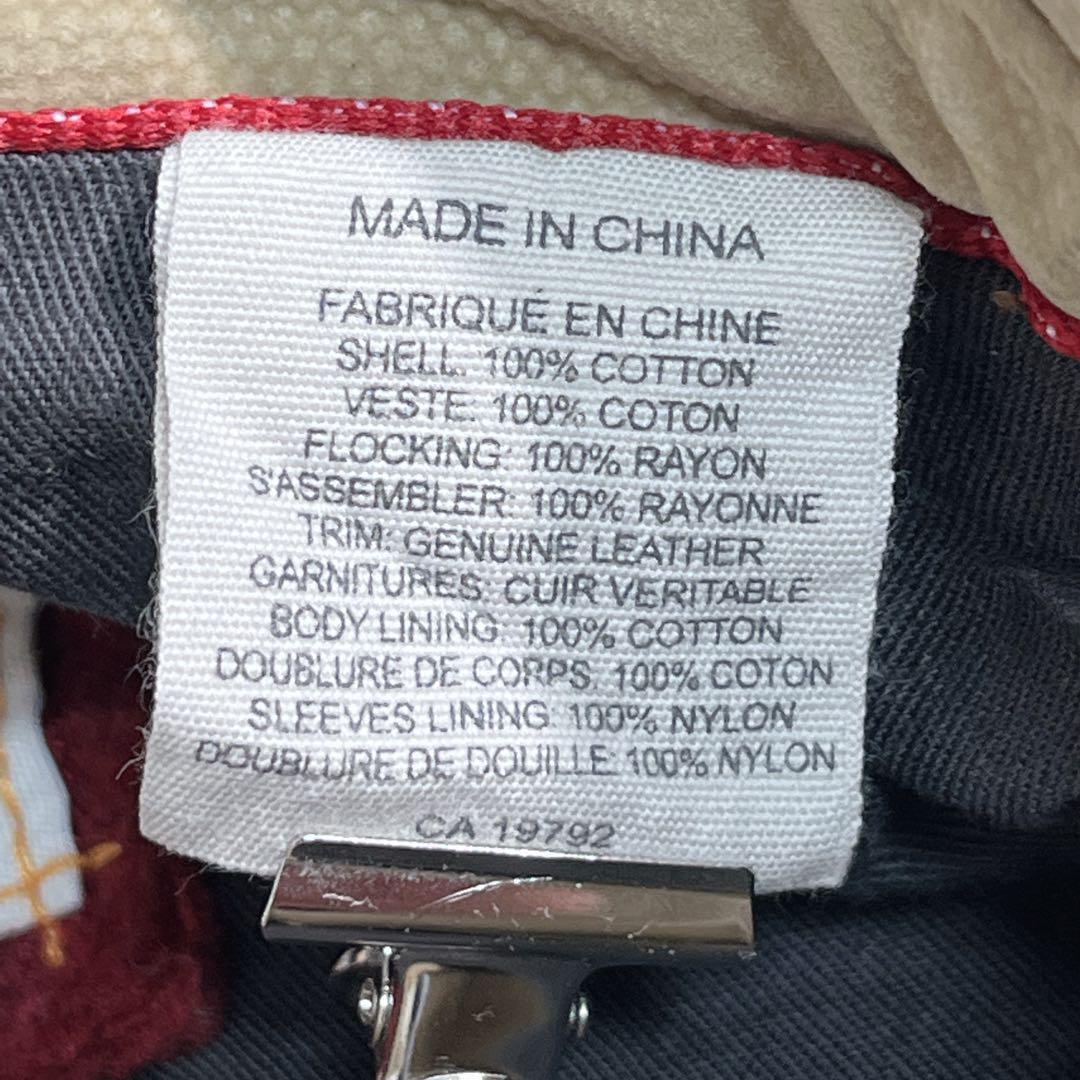 MADE IN CHINA
FABRIQUÉ EN CHINE
SHELL: 100% COTTON
VESTE: 100% COTON
FLOCKING: 100% RAYON
S'ASSEMBLER: 100% RAYONNE
TRIM: GENUINE LEATHER
GARNITURES: CUIR VERITABLE
BODY LINING: 100% COTTON
DOUBLURE DE CORPS: 100% COTON
SLEEVES LINING: 100% NYLON
DOUBLURE DE DOUILLE: 100% NYLON
CA 19792